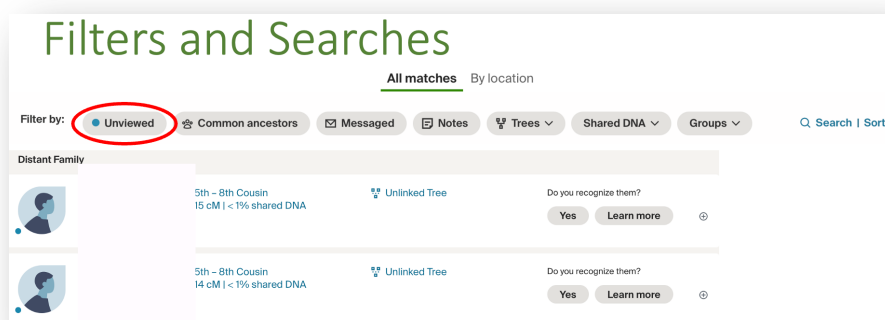 Filters and Searches
All matches By location
Filter by: Unviewed Common ancestors Messaged Notes Trees Shared DNA Groups Search | Sort
Distant Family
5th – 8th Cousin Unlinked Tree Do you recognize them?
15 cM | < 1% shared DNA
Yes Learn more
5th – 8th Cousin Unlinked Tree Do you recognize them?
14 cM | < 1% shared DNA
Yes Learn more